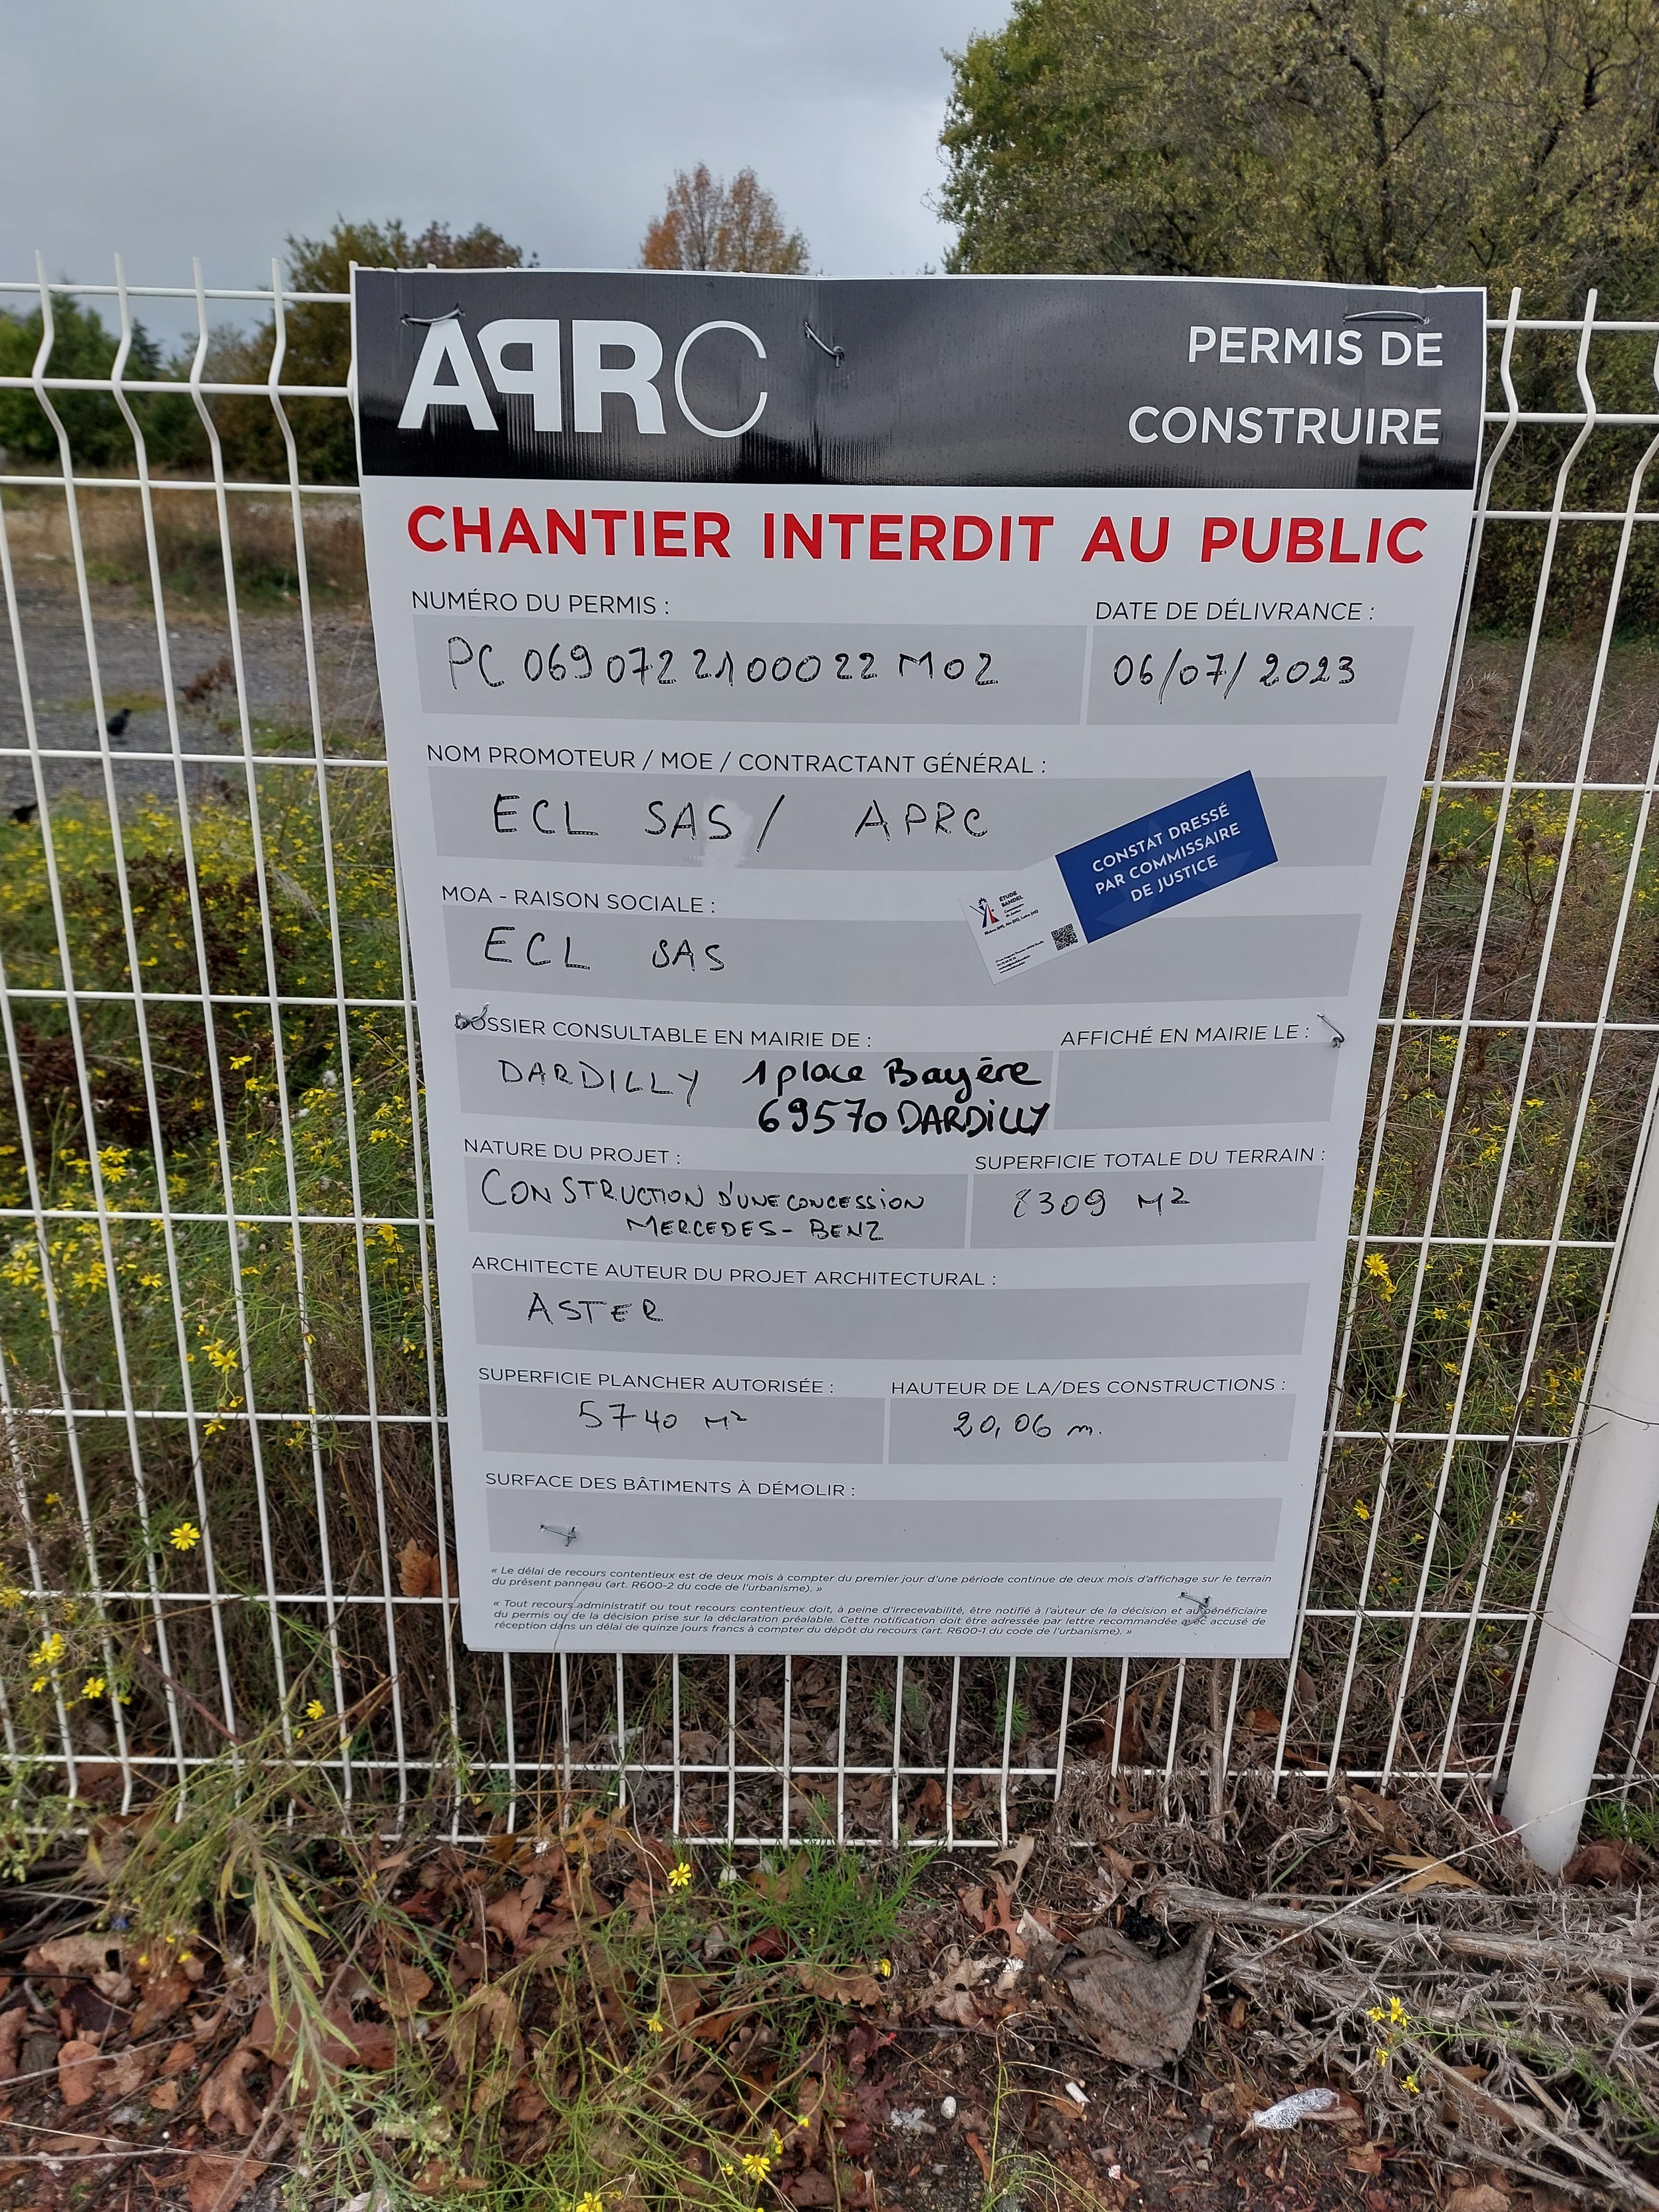 APRC
PERMIS DE
CONSTRUIRE
CHANTIER INTERDIT AU PUBLIC
NUMÉRO DU PERMIS :
DATE DE DÉLIVRANCE :
PC 069 072 21 00022 M02
06/07/2023
NOM PROMOTEUR / MOE / CONTRACTANT GÉNÉRAL :
ECL SAS / APRC
CONSTAT DRESSÉ
PAR COMMISSAIRE
DE JUSTICE
ÉTUDE
BANDEL
MOA - RAISON SOCIALE :
ECL SAS
DOSSIER CONSULTABLE EN MAIRIE DE :
AFFICHÉ EN MAIRIE LE :
DARDILLY 1 place Bayère
69570 DARDILLY
NATURE DU PROJET :
SUPERFICIE TOTALE DU TERRAIN :
CONSTRUCTION D'UNE CONCESSION
MERCEDES-BENZ
8309 M²
ARCHITECTE AUTEUR DU PROJET ARCHITECTURAL :
ASTER
SUPERFICIE PLANCHER AUTORISÉE :
HAUTEUR DE LA/DES CONSTRUCTIONS :
5740 M²
20,06 m.
SURFACE DES BÂTIMENTS À DÉMOLIR :
« Le délai de recours contentieux est de deux mois à compter du premier jour d'une période continue de deux mois d'affichage sur le terrain
du présent panneau (art. R600-2 du code de l'urbanisme). »
« Tout recours administratif ou tout recours contentieux doit, à peine d'irrecevabilité, être notifié à l'auteur de la décision et au bénéficiaire
du permis ou de la décision prise sur la déclaration préalable. Cette notification doit être adressée par lettre recommandée avec accusé de
réception dans un délai de quinze jours francs à compter du dépôt du recours (art. R600-1 du code de l'urbanisme). »